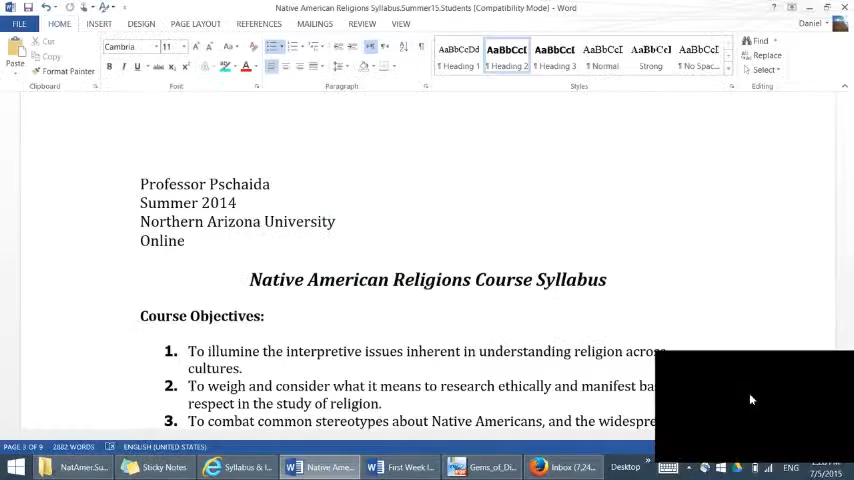 Native American Religions Syllabus.Summer15.Students [Compatibility Mode] - Word
FILE HOME INSERT DESIGN PAGE LAYOUT REFERENCES MAILINGS REVIEW VIEW Daniel
Paste Cut Copy Format Painter
Cambria 11
B I U abc X₂ X² A
AaBbCcDd AaBbCcI AaBbCcI AaBbCcI AaBbCcI AaBbCcI
¶ Heading 1 ¶ Heading 2 ¶ Heading 3 ¶ Normal Strong ¶ No Spac...
Find Replace Select
Clipboard Font Paragraph Styles Editing
Professor Pschaida
Summer 2014
Northern Arizona University
Online
Native American Religions Course Syllabus
Course Objectives:
1. To illumine the interpretive issues inherent in understanding religion across
cultures.
2. To weigh and consider what it means to research ethically and manifest ba
respect in the study of religion.
3. To combat common stereotypes about Native Americans, and the widespre
PAGE 3 OF 9 2882 WORDS ENGLISH (UNITED STATES)
NatAmer.Su... Sticky Notes Syllabus & I... Native Ame... First Week I... Gems_of_Di... Inbox (7,24... Desktop » ENG
7/5/2015